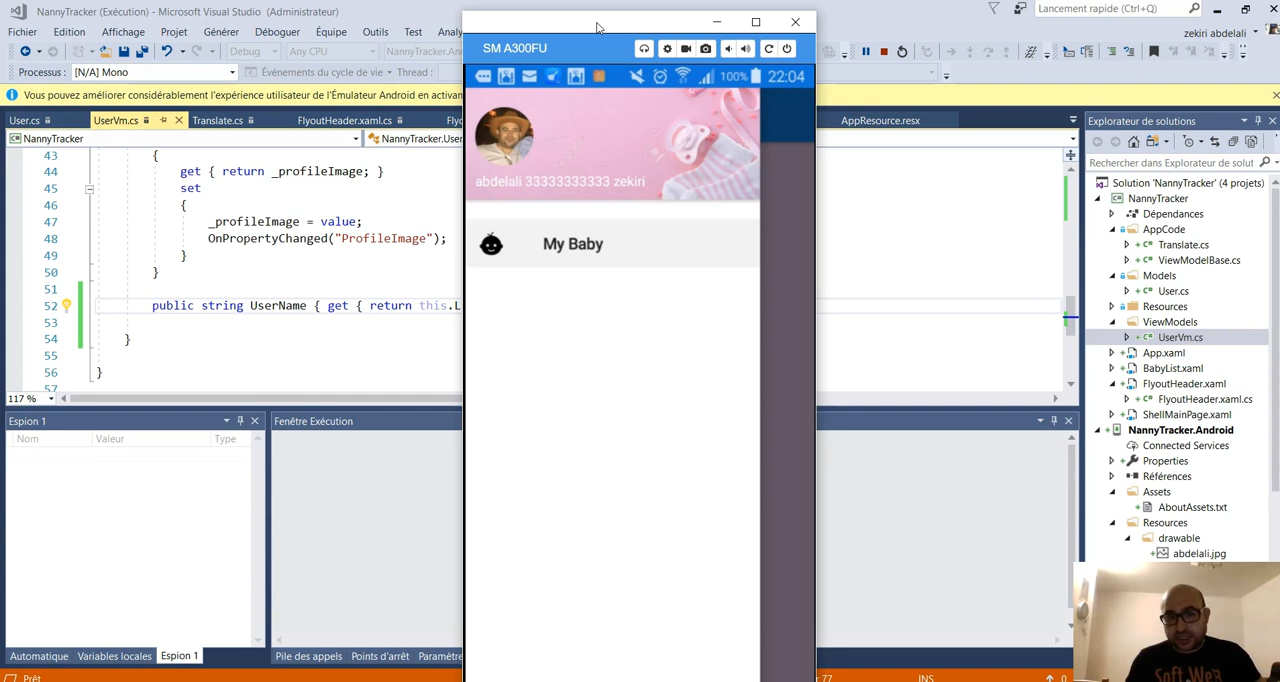 NannyTracker (Exécution) - Microsoft Visual Studio (Administrateur)
Lancement rapide (Ctrl+Q)
Fichier Edition Affichage Projet Générer Déboguer Équipe Outils Test Analy
zekiri abdelali
Debug Any CPU NannyTracker.A
Processus : [N/A] Mono Événements du cycle de vie Thread :
Vous pouvez améliorer considérablement l'expérience utilisateur de l'Émulateur Android en activan
User.cs UserVm.cs Translate.cs FlyoutHeader.xaml.cs Flyo AppResource.resx
NannyTracker NannyTracker.User
43 {
44 get { return _profileImage; }
45 set
46 {
47 _profileImage = value;
48 OnPropertyChanged("ProfileImage");
49 }
50 }
51
52 public string UserName { get { return this.L
53
54 }
55
56 }
57
117 %
Espion 1
Nom Valeur Type
Automatique Variables locales Espion 1
Fenêtre Exécution
Pile des appels Points d'arrêt Paramètre
Prêt
77 INS 0
SM A300FU
100% 22:04
abdelali 33333333333 zekiri
My Baby
Explorateur de solutions
Rechercher dans Explorateur de solut
Solution 'NannyTracker' (4 projets)
NannyTracker
Dépendances
AppCode
Translate.cs
ViewModelBase.cs
Models
User.cs
Resources
ViewModels
UserVm.cs
App.xaml
BabyList.xaml
FlyoutHeader.xaml
FlyoutHeader.xaml.cs
ShellMainPage.xaml
NannyTracker.Android
Connected Services
Properties
Références
Assets
AboutAssets.txt
Resources
drawable
abdelali.jpg
Soft Web